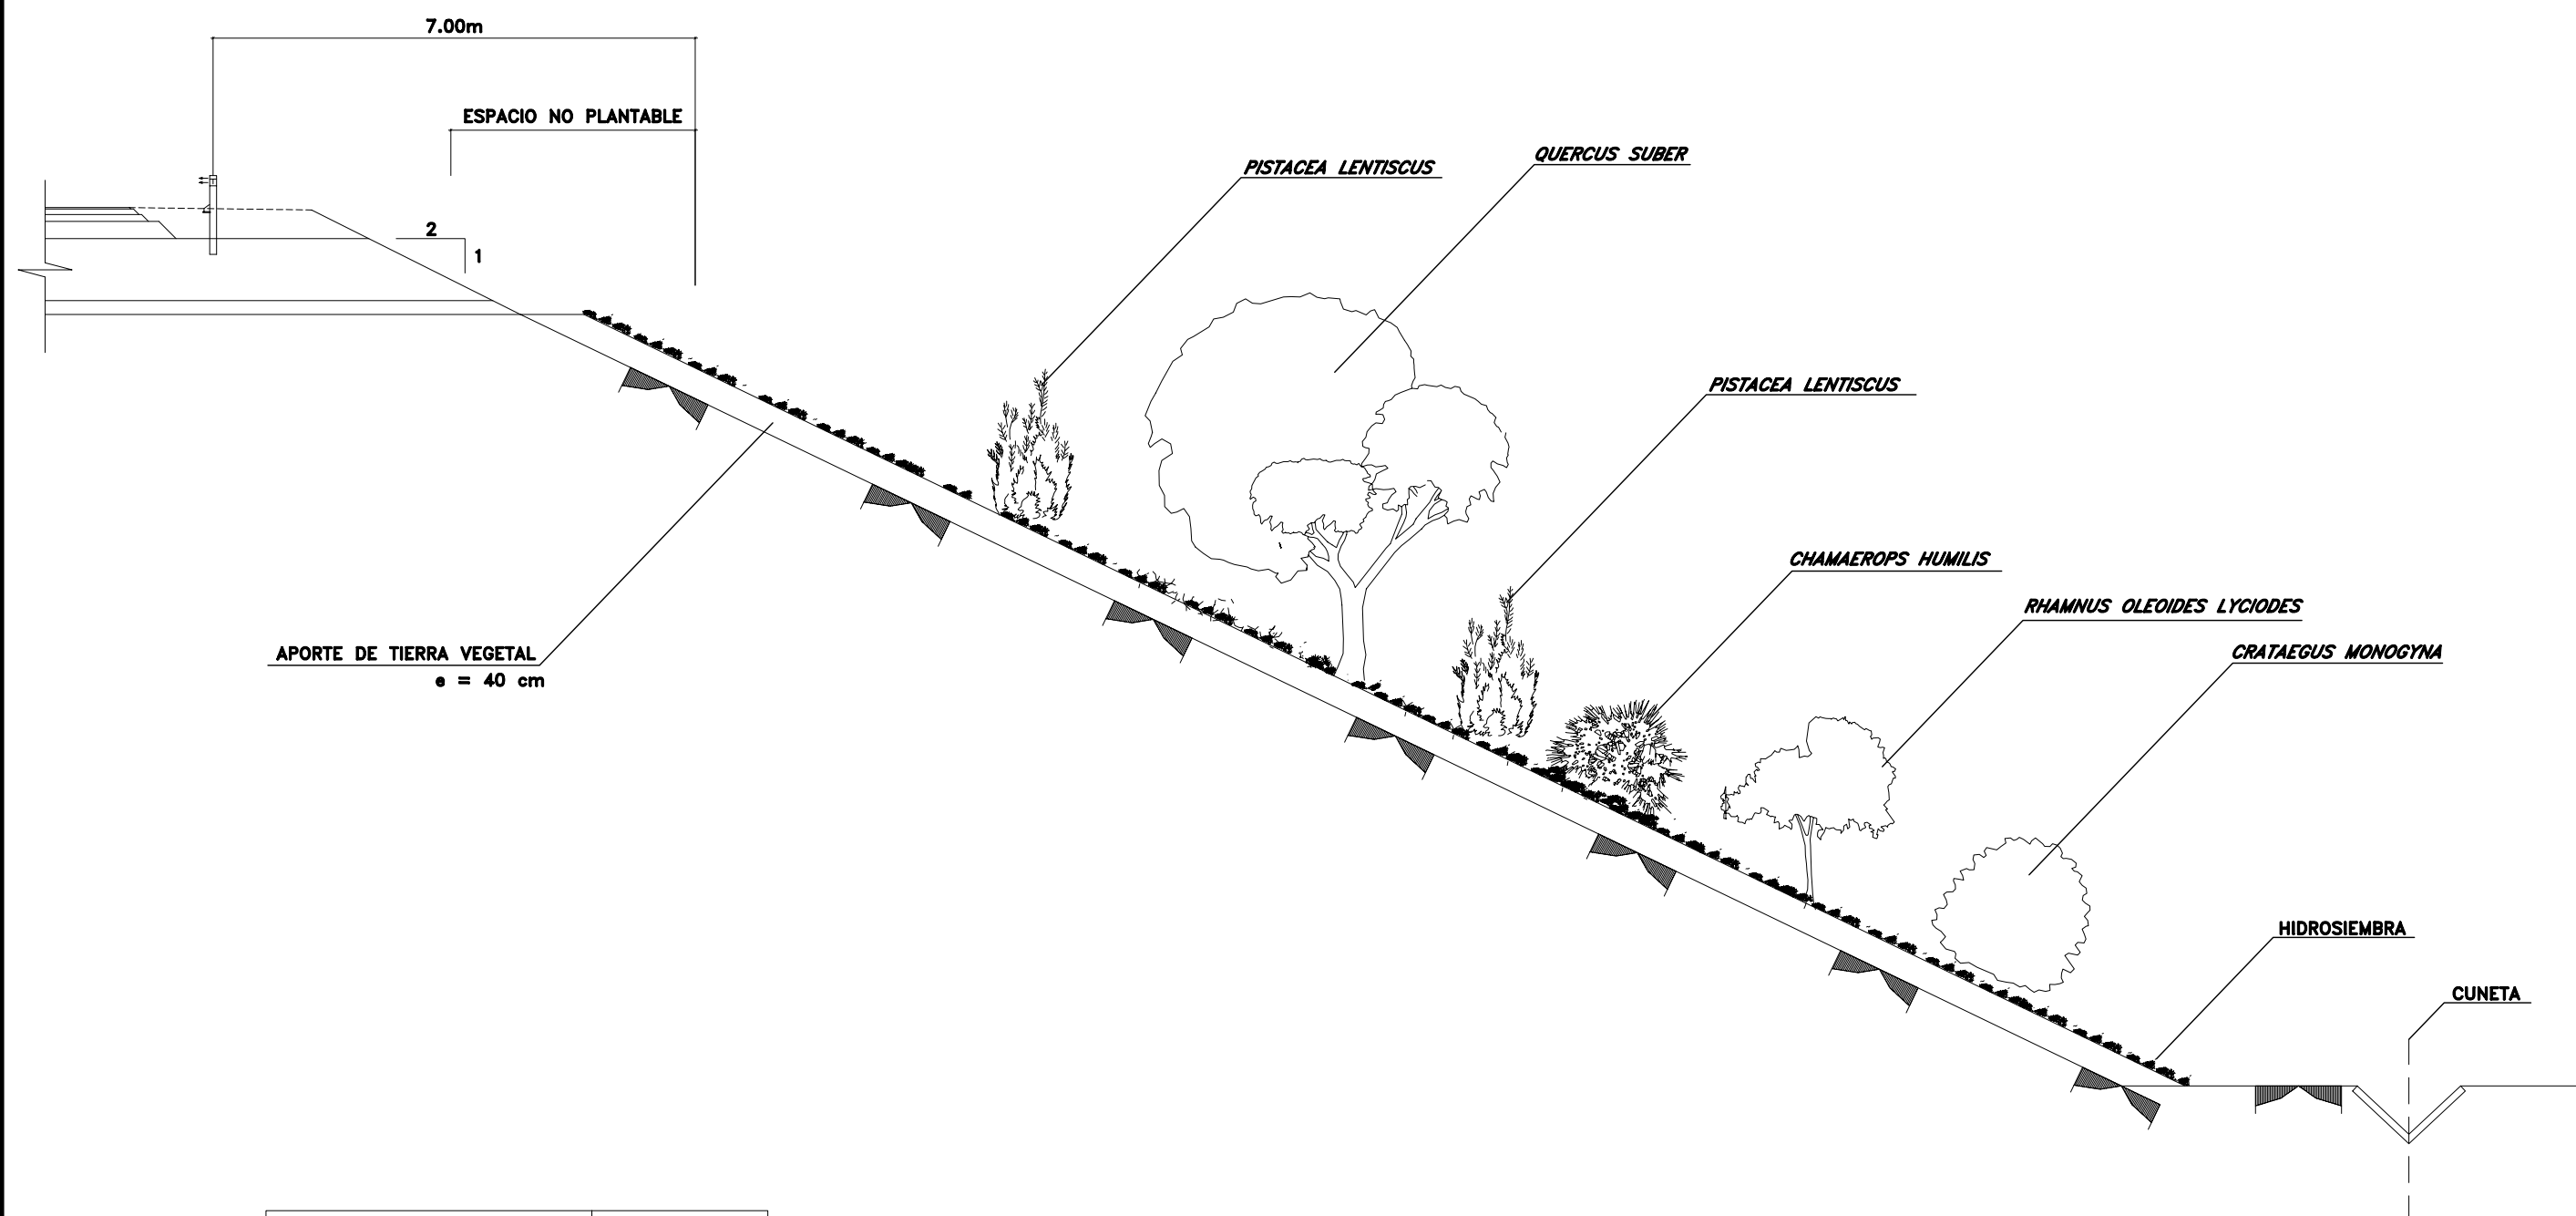 7.00m
ESPACIO NO PLANTABLE
QUERCUS SUBER
PISTACEA LENTISCUS
2
1
PISTACEA LENTISCUS
CHAMAEROPS HUMILIS
RHAMNUS OLEOIDES LYCIODES
CRATAEGUS MONOGYNA
APORTE DE TIERRA VEGETAL
e = 40 cm
HIDROSIEMBRA
CUNETA